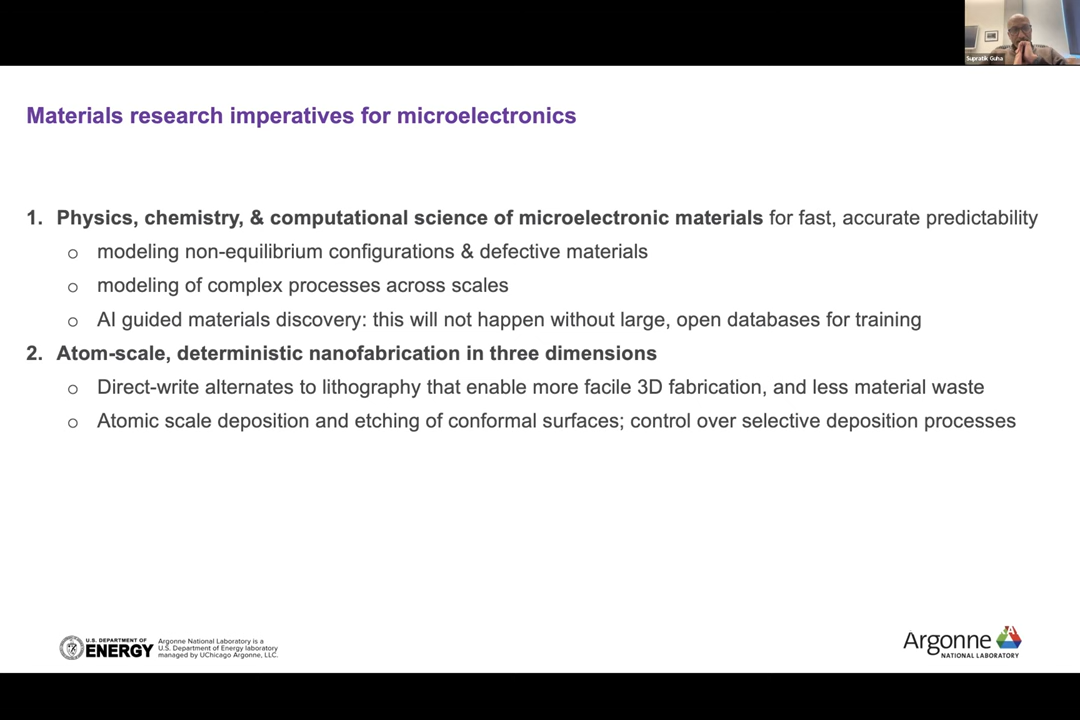 Supratik Guha
Materials research imperatives for microelectronics
1. Physics, chemistry, & computational science of microelectronic materials for fast, accurate predictability
o modeling non-equilibrium configurations & defective materials
o modeling of complex processes across scales
o AI guided materials discovery: this will not happen without large, open databases for training
2. Atom-scale, deterministic nanofabrication in three dimensions
o Direct-write alternates to lithography that enable more facile 3D fabrication, and less material waste
o Atomic scale deposition and etching of conformal surfaces; control over selective deposition processes
U.S. DEPARTMENT OF
ENERGY
Argonne National Laboratory is a
U.S. Department of Energy laboratory
managed by UChicago Argonne, LLC.
Argonne
NATIONAL LABORATORY